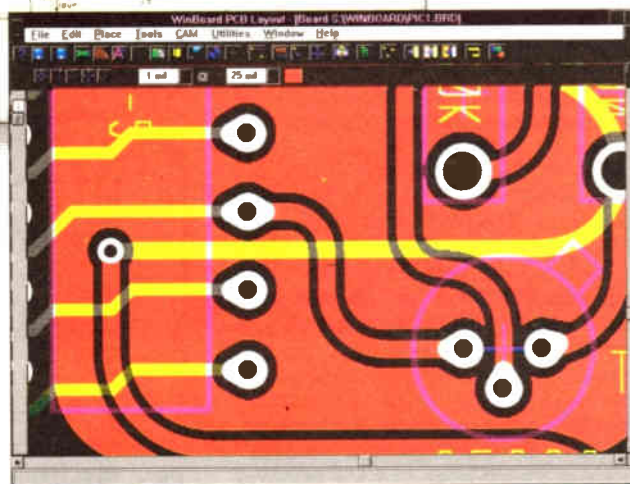 WinBoard PCB Layout - [Board S:\WINBOARD\PIC1.BRD]
File Edit Place Tools CAM Utilities Window Help
1 mil 25 mil